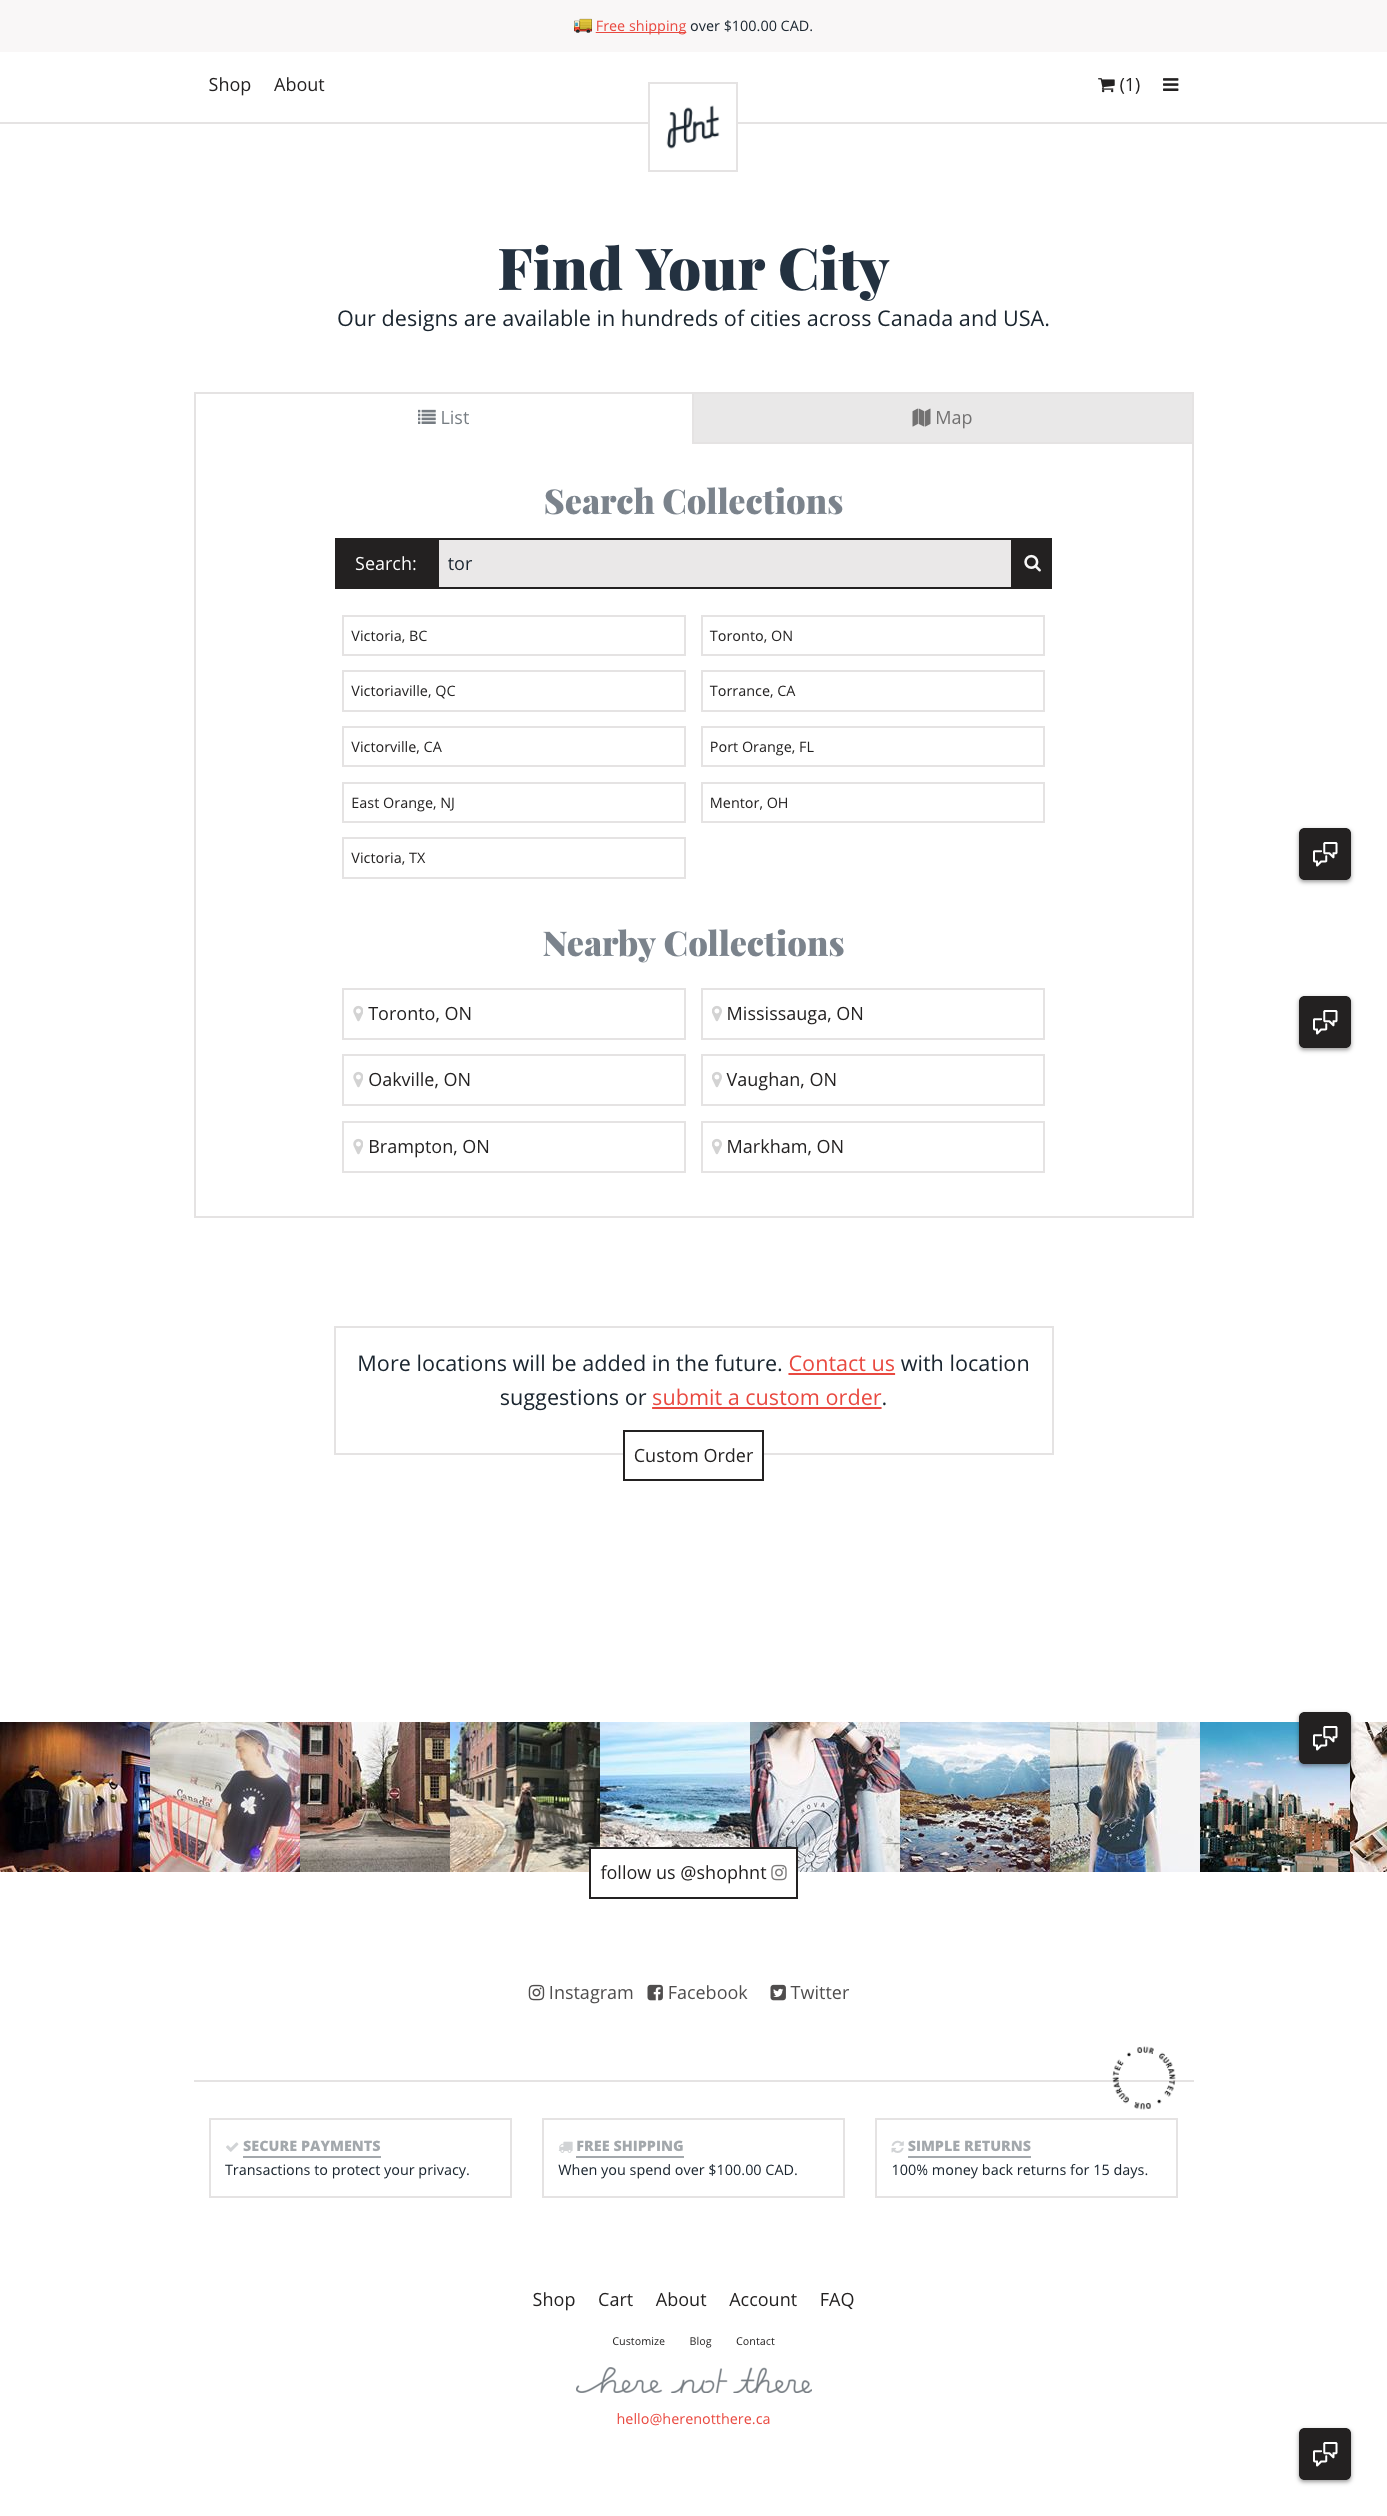 Free shipping over $100.00 CAD.
Shop About (1)
Hnt
Find Your City
Our designs are available in hundreds of cities across Canada and USA.
List Map
Search Collections
Search: tor
Victoria, BC Toronto, ON
Victoriaville, QC Torrance, CA
Victorville, CA Port Orange, FL
East Orange, NJ Mentor, OH
Victoria, TX
Nearby Collections
Toronto, ON Mississauga, ON
Oakville, ON Vaughan, ON
Brampton, ON Markham, ON
More locations will be added in the future. Contact us with location
suggestions or submit a custom order.
Custom Order
Canada
follow us @shophnt
Instagram Facebook Twitter
OUR GURANTEE • OUR GURANTEE •
SECURE PAYMENTS
Transactions to protect your privacy.
FREE SHIPPING
When you spend over $100.00 CAD.
SIMPLE RETURNS
100% money back returns for 15 days.
Shop Cart About Account FAQ
Customize Blog Contact
here not there
hello@herenotthere.ca